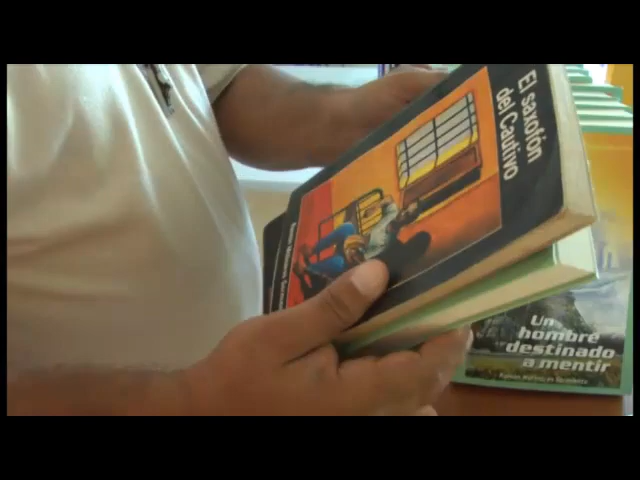 El saxofón
del Cautivo
Un
hombre
destinado
a mentir